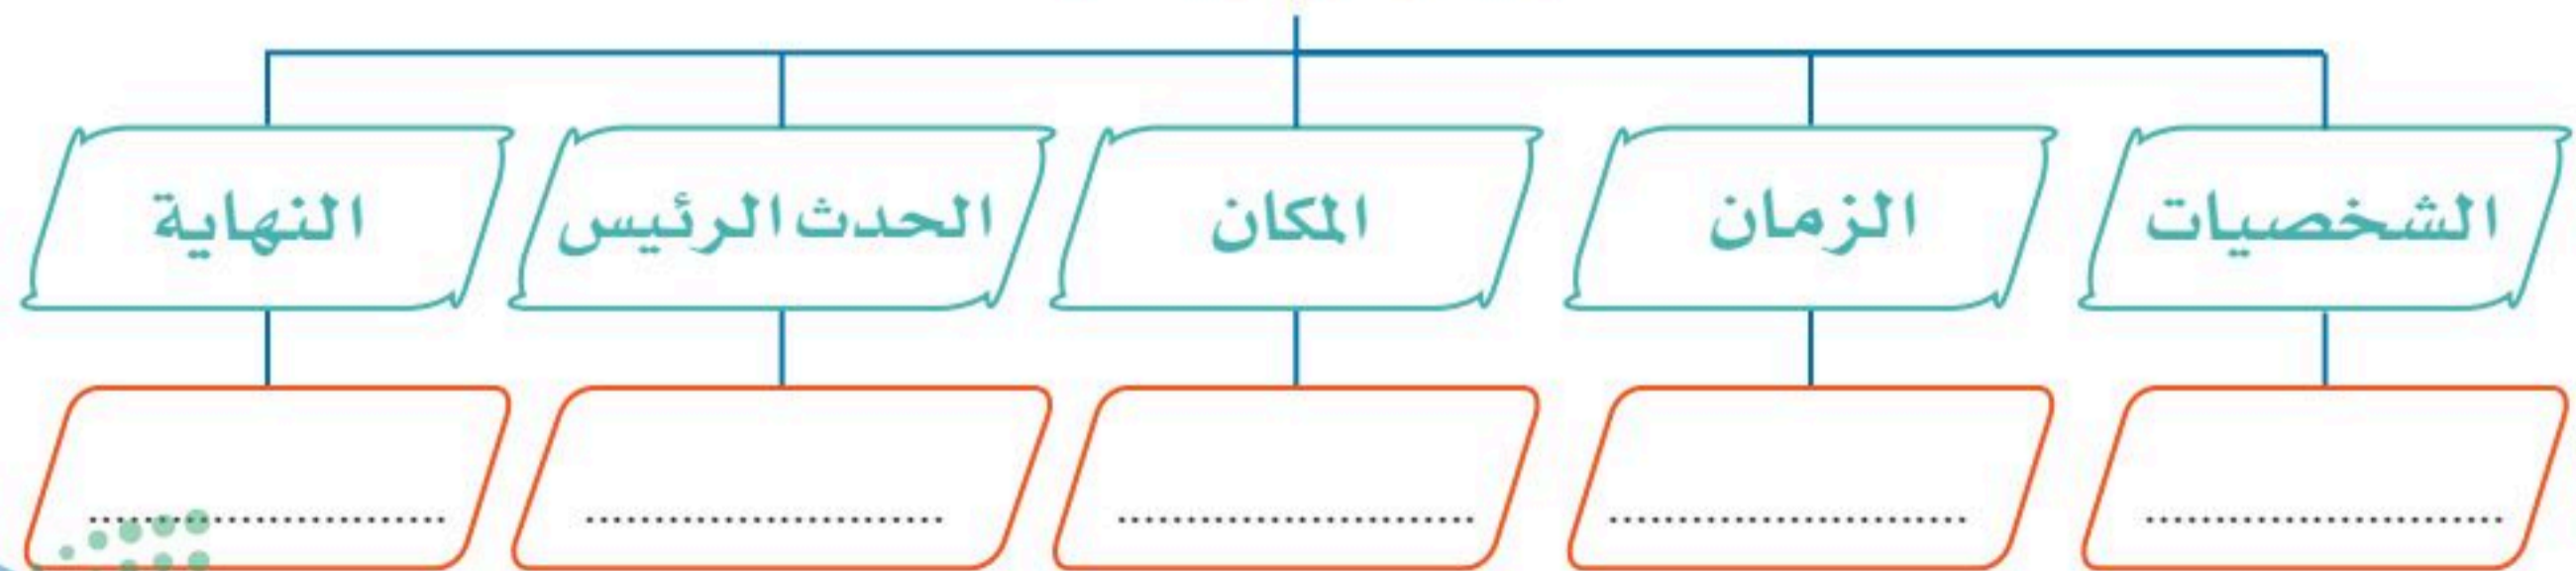 الشخصيات
الزمان
المكان
الحدث الرئيس
النهاية